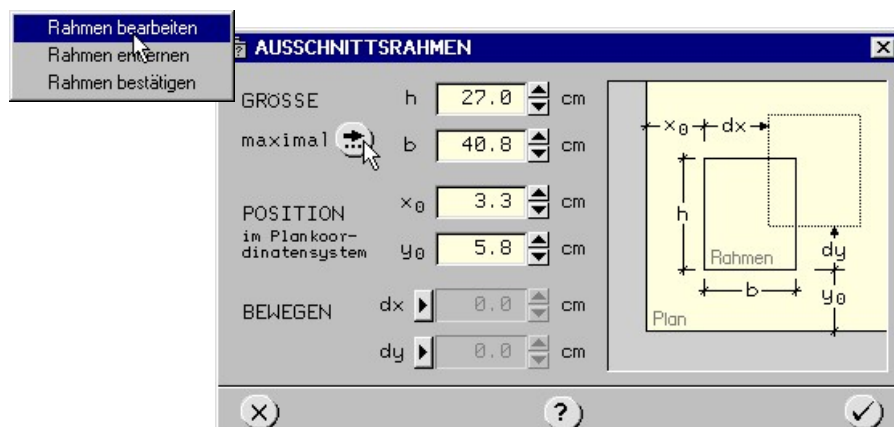 Rahmen bearbeiten
Rahmen entfernen
Rahmen bestätigen
AUSSCHNITTSRAHMEN
GRÖSSE h 27.0 cm
maximal b 40.8 cm
POSITION x0 3.3 cm
im Plankoor-
dinatensystem y0 5.8 cm
BEWEGEN dx 0.0 cm
dy 0.0 cm
x0 dx
h
Rahmen dy
b y0
Plan
?